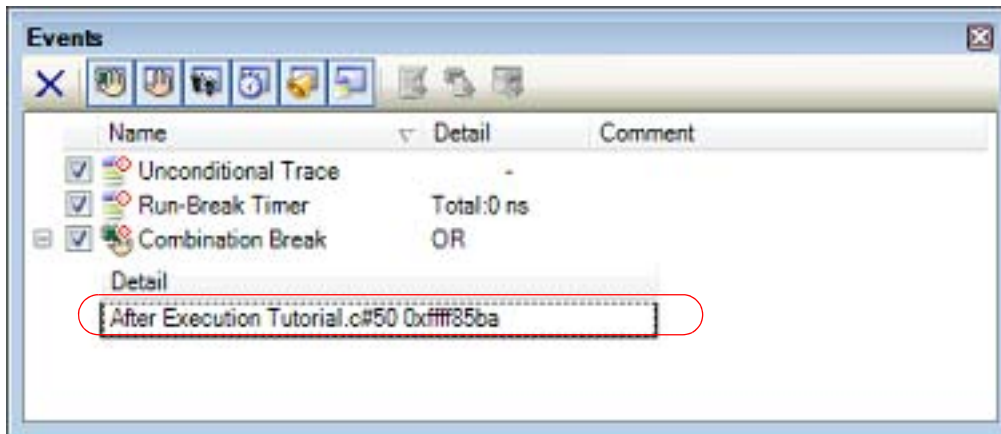 Events
Name Detail Comment
Unconditional Trace -
Run-Break Timer Total:0 ns
Combination Break OR
Detail
After Execution Tutorial.c#50 0xffff85ba